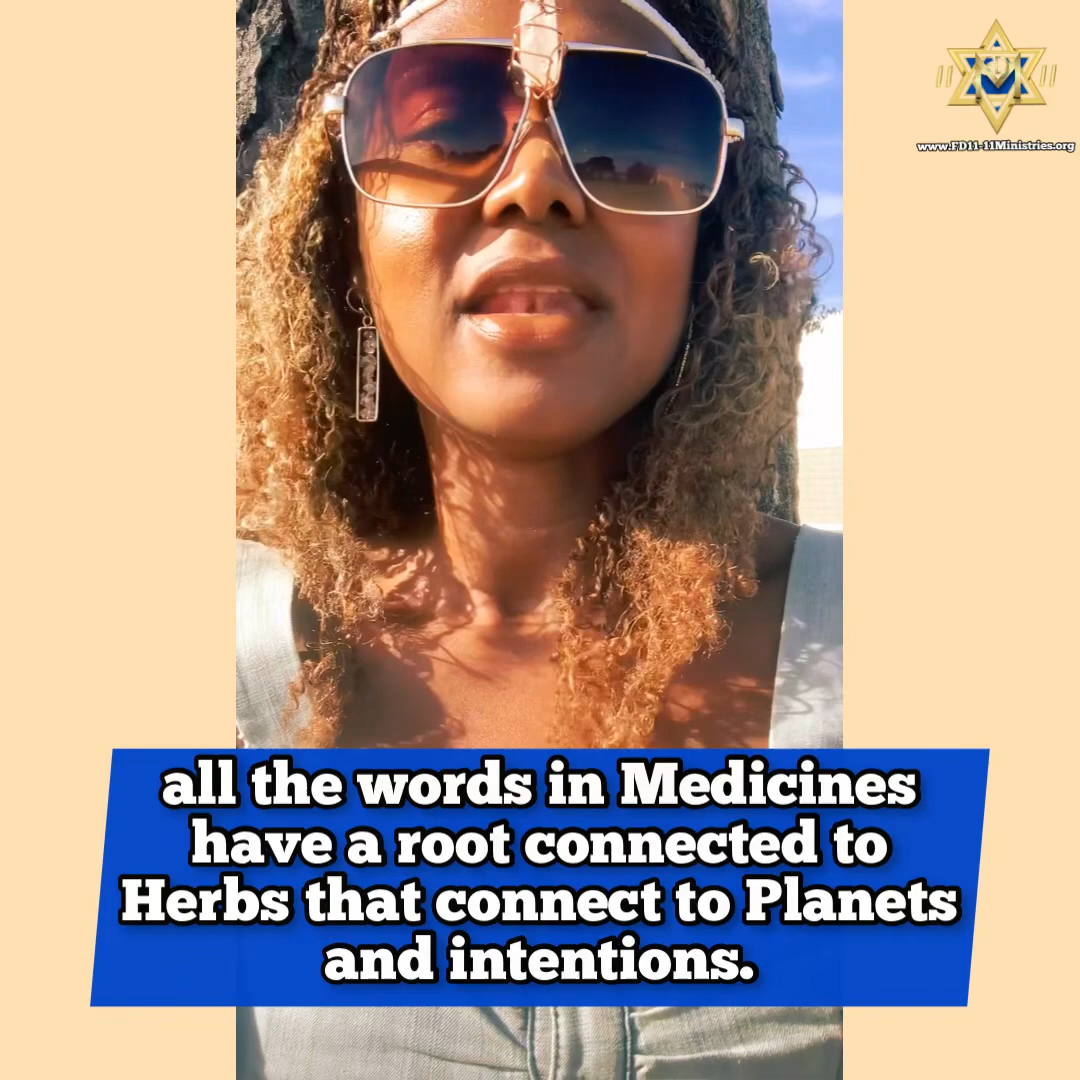 www.FD11-11Ministries.org
all the words in Medicines
have a root connected to
Herbs that connect to Planets
and intentions.